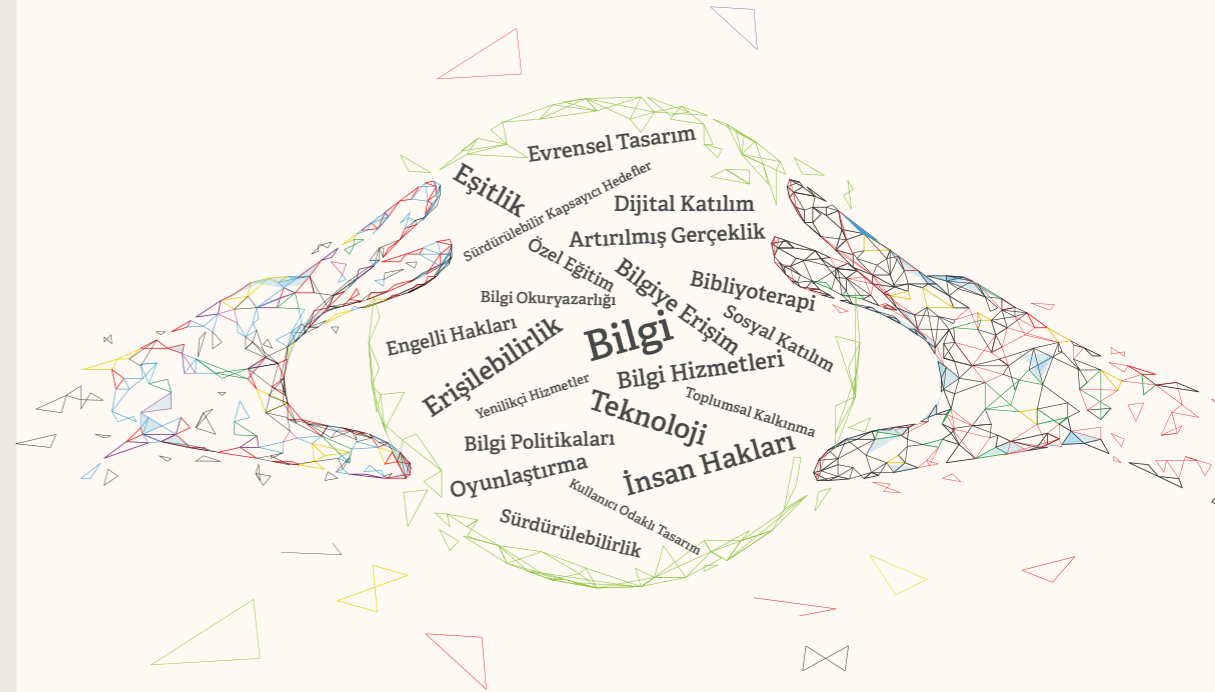 Evrensel Tasarım
Eşitlik
Sürdürülebilir Kapsayıcı Hedefler
Dijital Katılım
Artırılmış Gerçeklik
Özel Eğitim
Bilgiye Erişim
Bibliyoterapi
Bilgi Okuryazarlığı
Sosyal Katılım
Engelli Hakları
Bilgi
Erişilebilirlik
Bilgi Hizmetleri
Yenilikçi Hizmetler
Teknoloji
Toplumsal Kalkınma
Bilgi Politikaları
İnsan Hakları
Oyunlaştırma
Kullanıcı Odaklı Tasarım
Sürdürülebilirlik